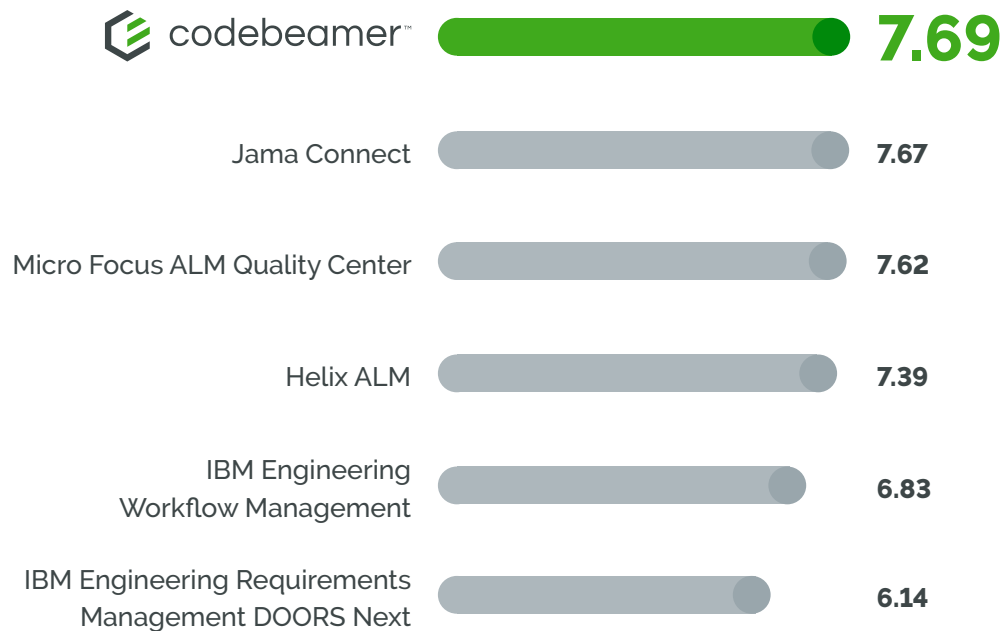 codebeamer™ 7.69
Jama Connect 7.67
Micro Focus ALM Quality Center 7.62
Helix ALM 7.39
IBM Engineering
Workflow Management 6.83
IBM Engineering Requirements
Management DOORS Next 6.14